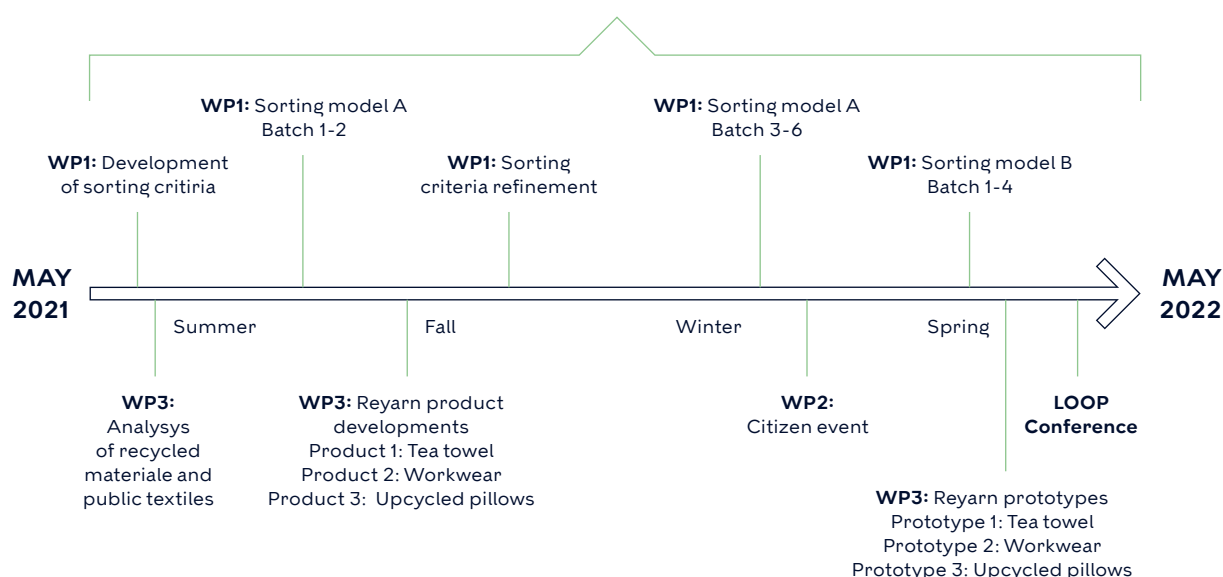 WP1: Sorting model A
Batch 1-2
WP1: Sorting model A
Batch 3-6
WP1: Development
of sorting critiria
WP1: Sorting
criteria refinement
WP1: Sorting model B
Batch 1-4
MAY
2021
MAY
2022
Summer
Fall
Winter
Spring
WP3:
Analysys
of recycled
materiale and
public textiles
WP3: Reyarn product
developments
Product 1: Tea towel
Product 2: Workwear
Product 3: Upcycled pillows
WP2:
Citizen event
LOOP
Conference
WP3: Reyarn prototypes
Prototype 1: Tea towel
Prototype 2: Workwear
Prototype 3: Upcycled pillows